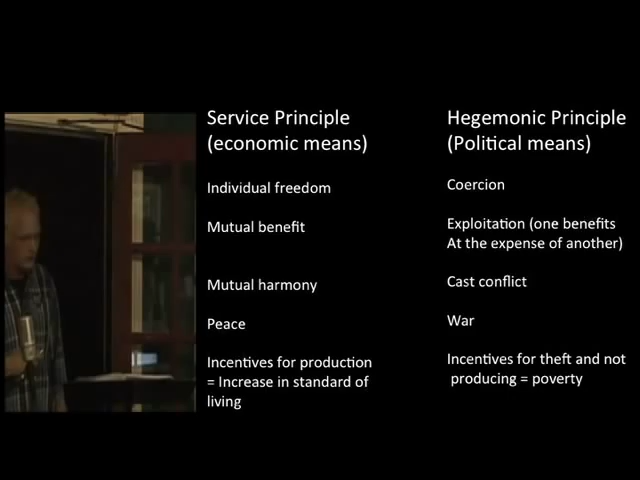 Service Principle
(economic means)
Individual freedom
Mutual benefit
Mutual harmony
Peace
Incentives for production
= Increase in standard of
living
Hegemonic Principle
(Political means)
Coercion
Exploitation (one benefits
At the expense of another)
Cast conflict
War
Incentives for theft and not
producing = poverty